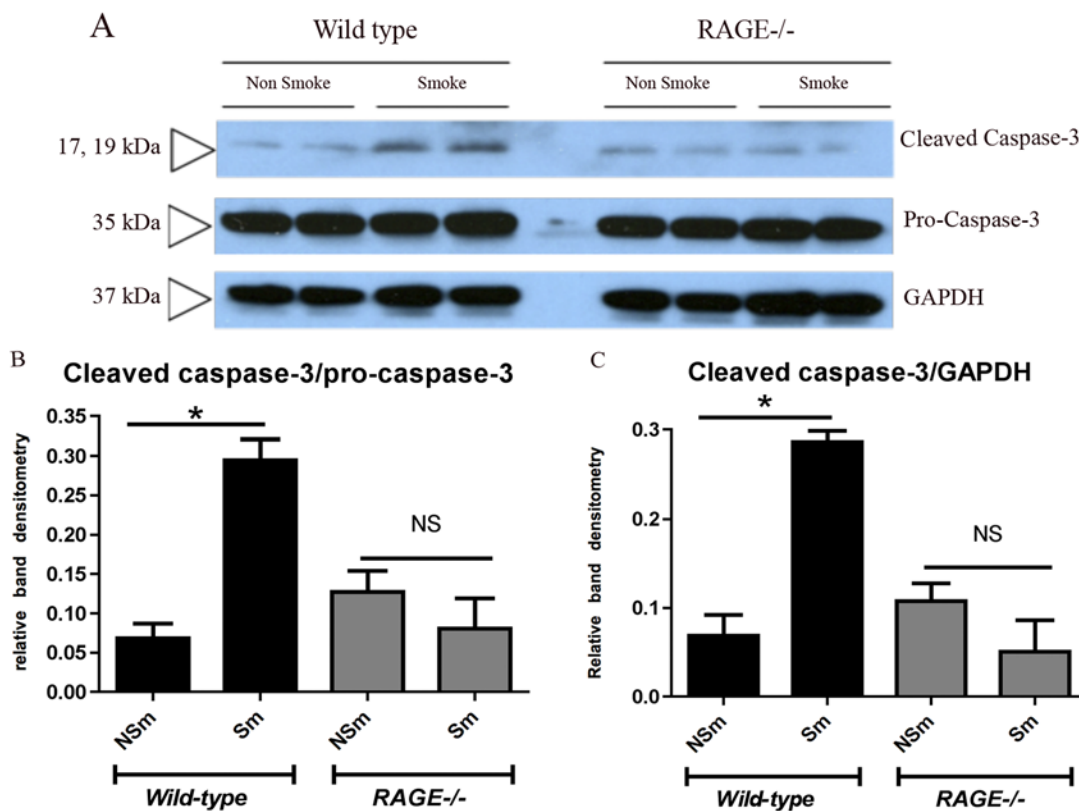 A
Wild type RAGE-/-
Non Smoke Smoke Non Smoke Smoke
17, 19 kDa Cleaved Caspase-3
35 kDa Pro-Caspase-3
37 kDa GAPDH
B
Cleaved caspase-3/pro-caspase-3
relative band densitometry
0.35
0.30
0.25
0.20
0.15
0.10
0.05
0.00
*
NS
NSm Sm NSm Sm
Wild-type RAGE-/-
C
Cleaved caspase-3/GAPDH
Relative band densitometry
0.3
0.2
0.1
0.0
*
NS
NSm Sm NSm Sm
Wild-type RAGE-/-